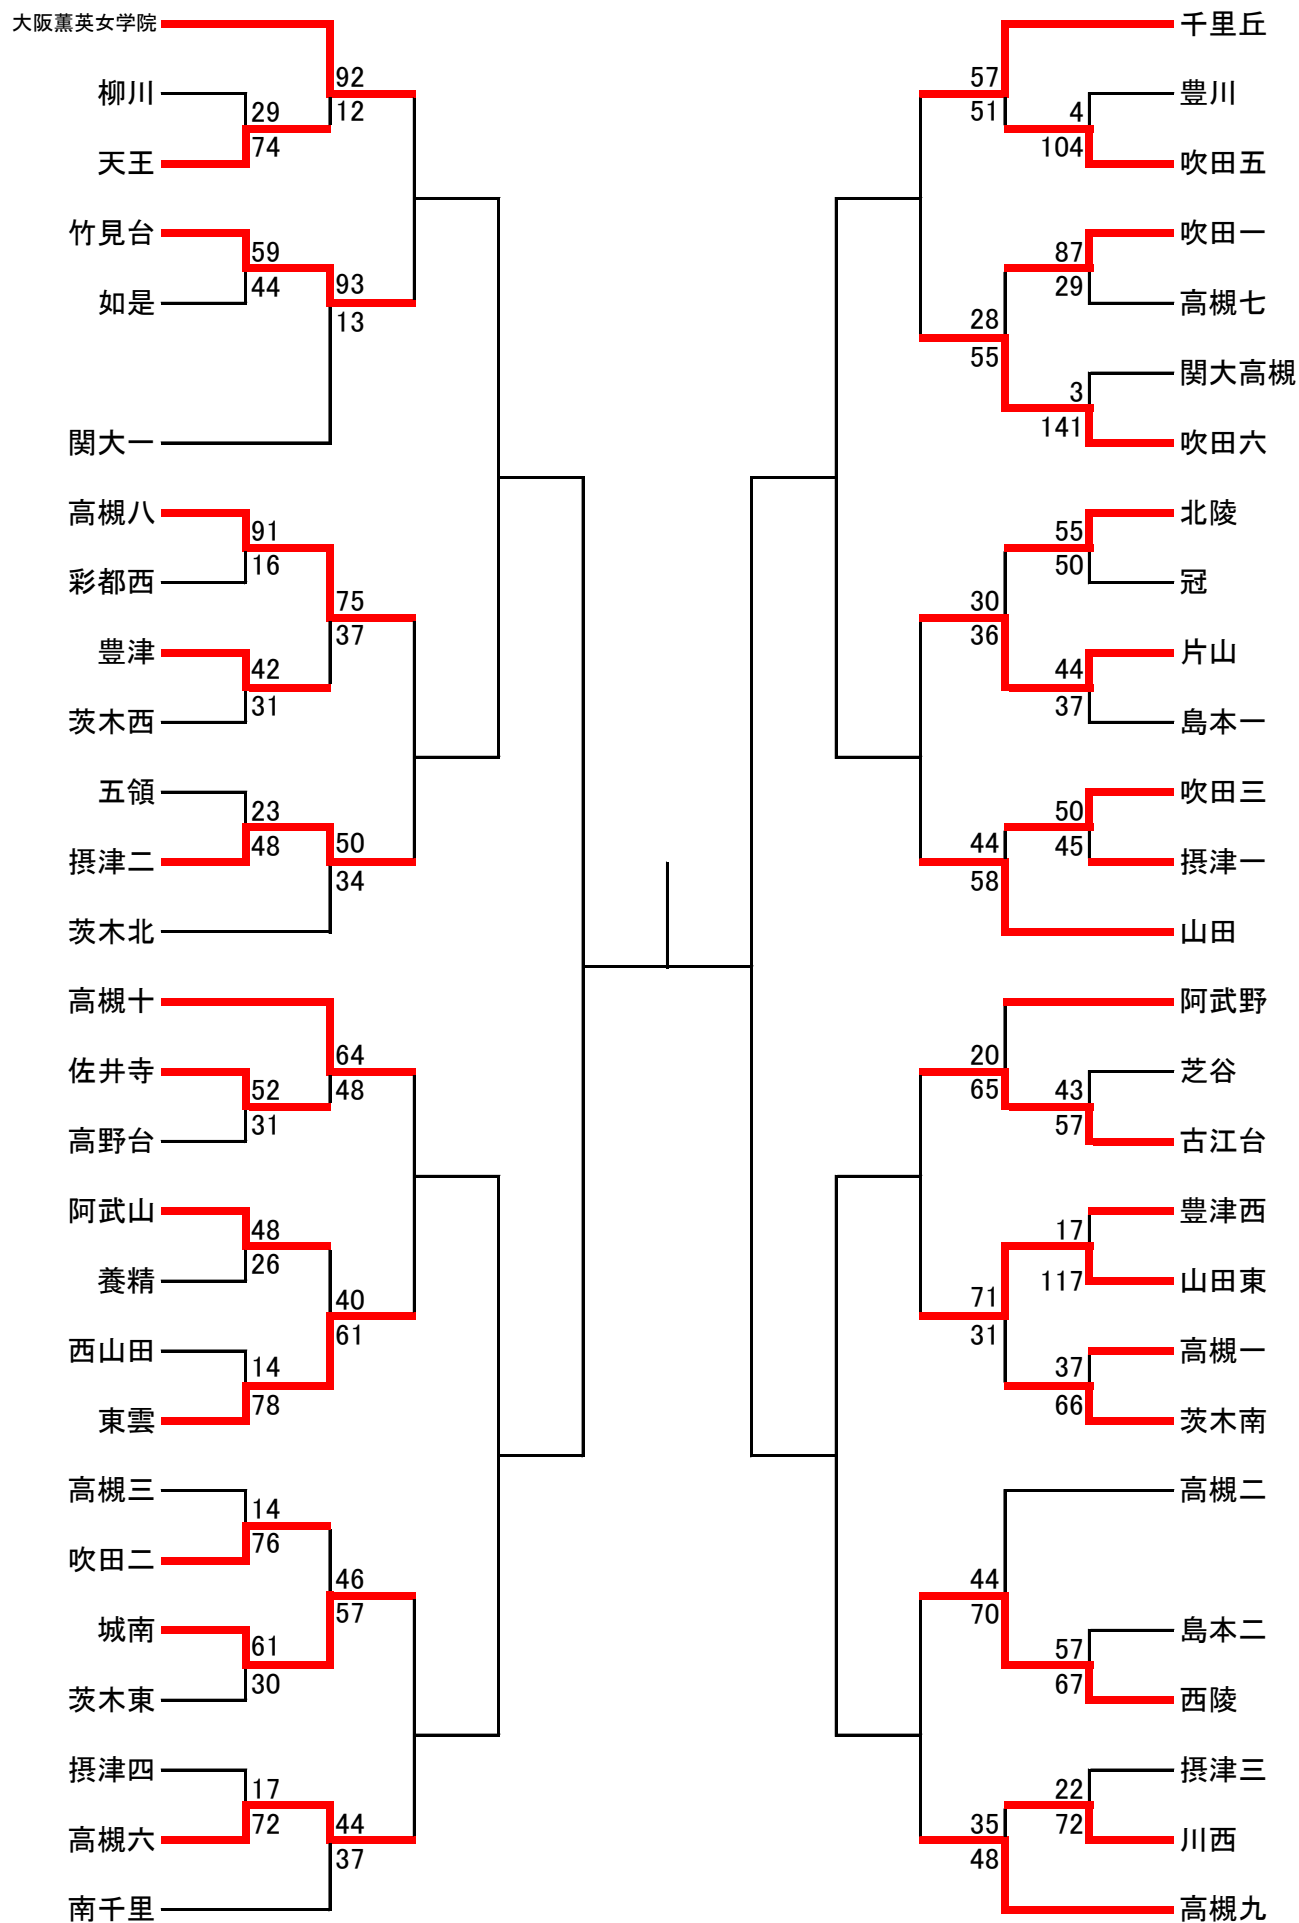 大阪薫英女学院
92
12
柳川
29
74
天王
竹見台
59
44
如是
93
13
関大一
高槻八
91
16
彩都西
75
37
豊津
42
31
茨木西
五領
23
48
摂津二
50
34
茨木北
高槻十
64
48
佐井寺
52
31
高野台
阿武山
48
26
養精
40
61
西山田
14
78
東雲
高槻三
14
76
吹田二
46
57
城南
61
30
茨木東
摂津四
17
72
高槻六
44
37
南千里
千里丘
57
51
豊川
4
104
吹田五
吹田一
87
29
高槻七
28
55
関大高槻
3
141
吹田六
北陵
55
50
冠
30
36
片山
44
37
島本一
吹田三
50
45
摂津一
44
58
山田
阿武野
20
65
芝谷
43
57
古江台
豊津西
17
117
山田東
71
31
高槻一
37
66
茨木南
高槻二
44
70
島本二
57
67
西陵
摂津三
22
72
川西
35
48
高槻九